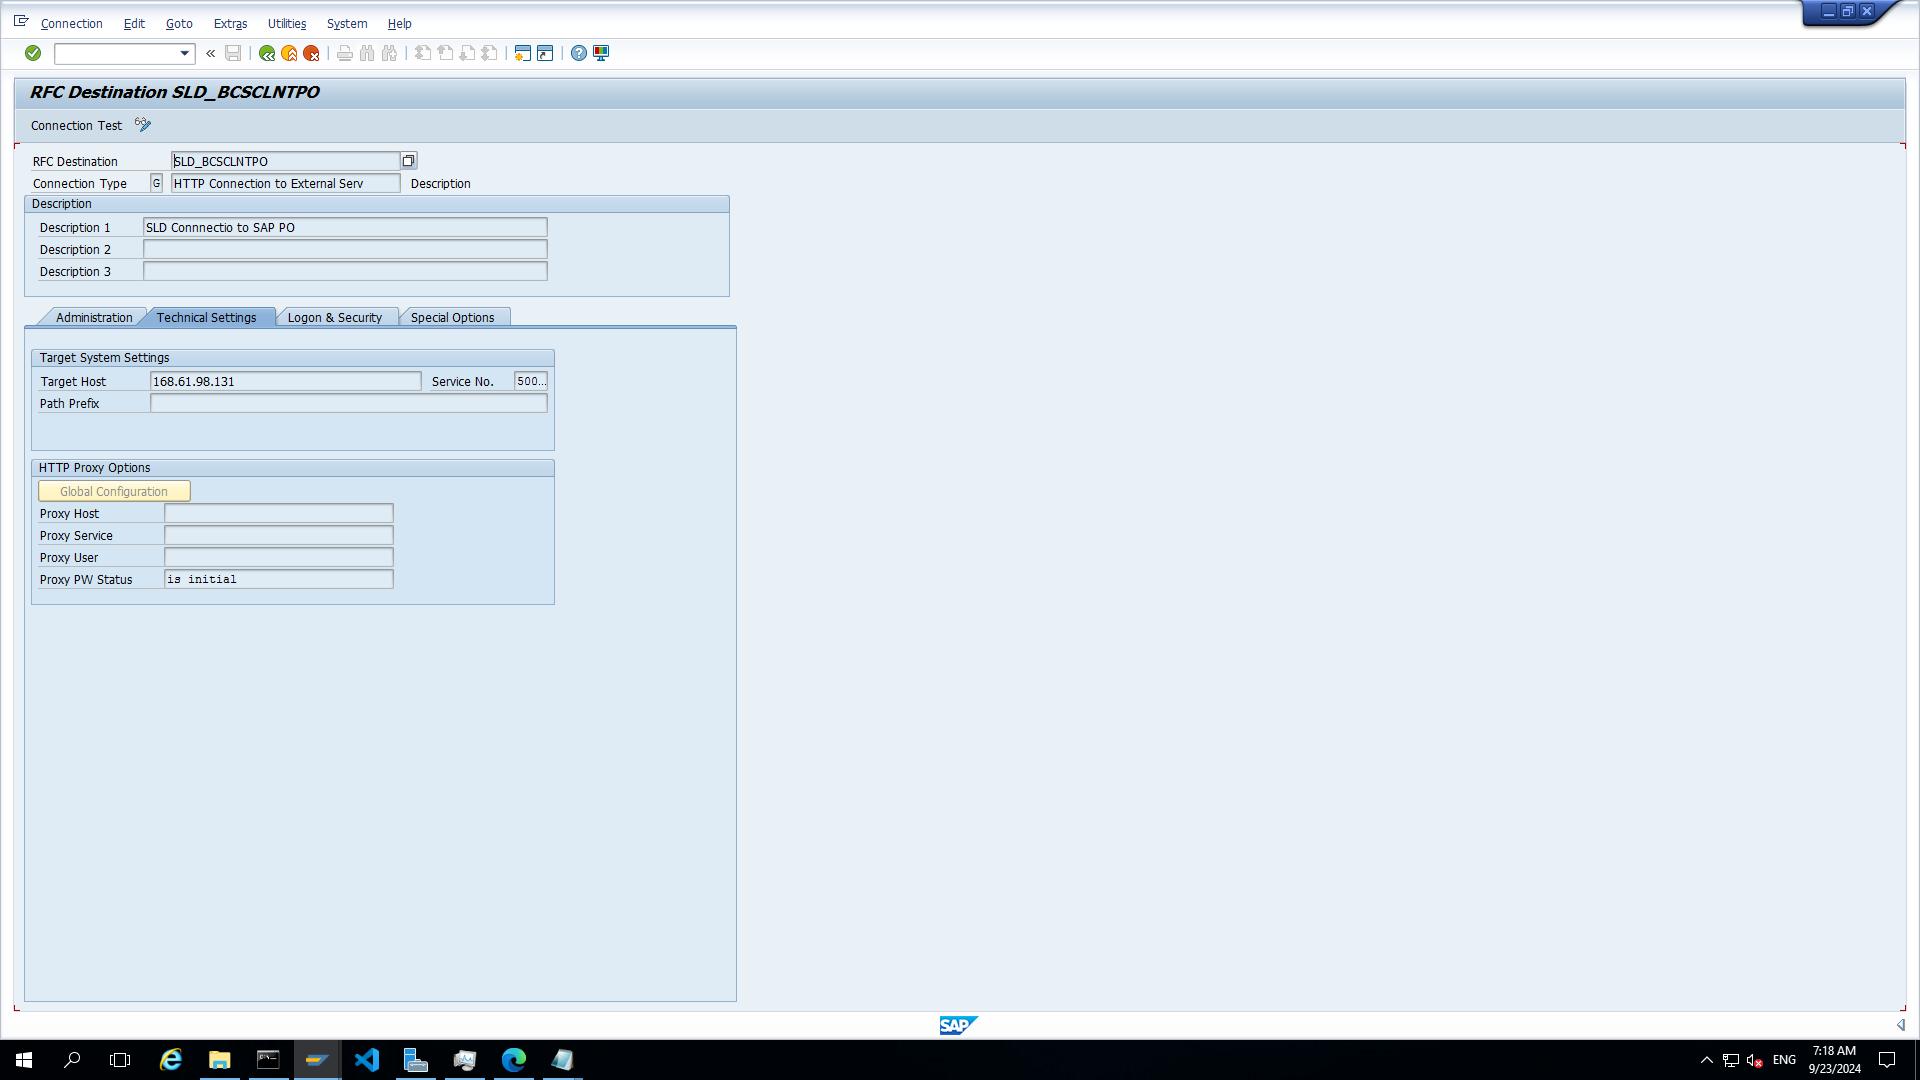 Connection Edit Goto Extras Utilities System Help
RFC Destination SLD_BCSCLNTPO
Connection Test
RFC Destination SLD_BCSCLNTPO
Connection Type G HTTP Connection to External Serv Description
Description
Description 1 SLD Connnectio to SAP PO
Description 2
Description 3
Administration Technical Settings Logon & Security Special Options
Target System Settings
Target Host 168.61.98.131 Service No. 500...
Path Prefix
HTTP Proxy Options
Global Configuration
Proxy Host
Proxy Service
Proxy User
Proxy PW Status is initial
SAP
ENG 7:18 AM
9/23/2024